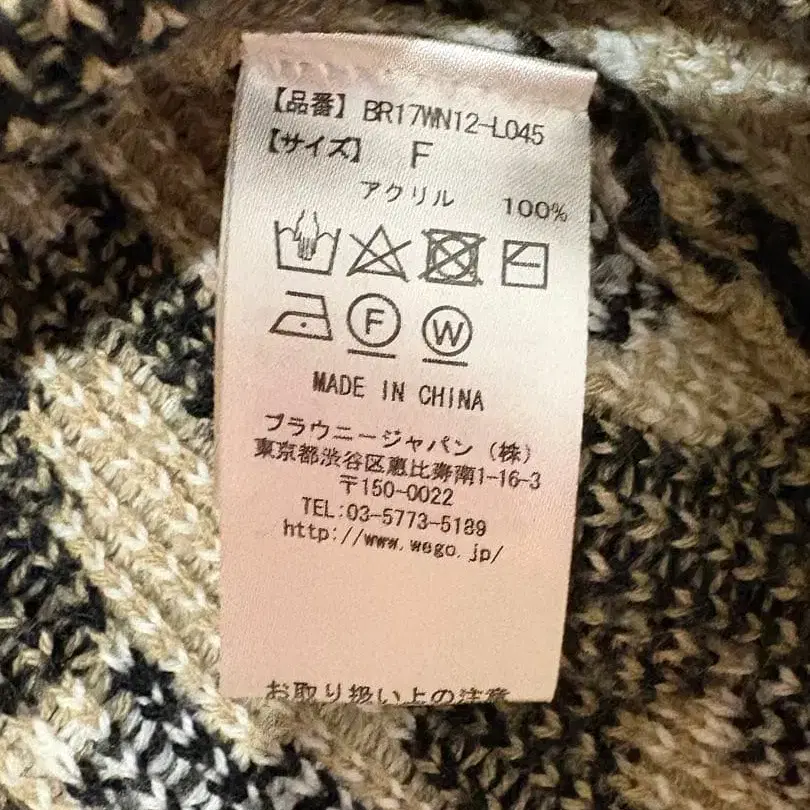 【品番】 BR17WN12-L045
【サイズ】 F
アクリル 100%
F W
MADE IN CHINA
ブラウニージャパン (株)
東京都渋谷区恵比寿南1-16-3
〒150-0022
TEL:03-5773-5189
http://www.wego.jp/
お取り扱い上の注意